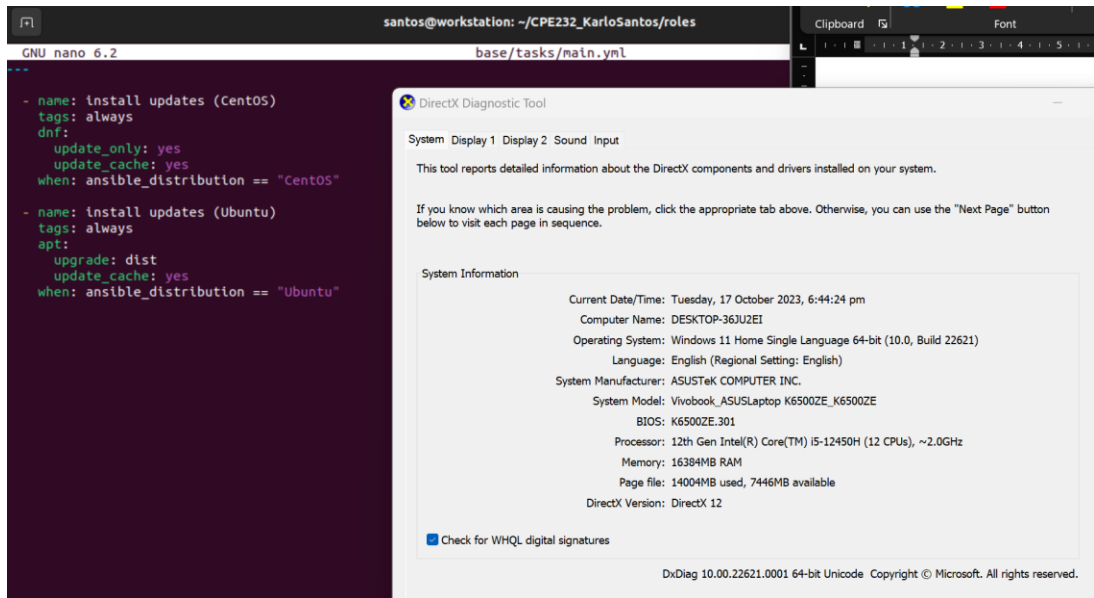 santos@workstation: ~/CPE232_KarloSantos/roles
GNU nano 6.2 base/tasks/main.yml
---
- name: install updates (CentOS)
tags: always
dnf:
update_only: yes
update_cache: yes
when: ansible_distribution == "CentOS"
- name: install updates (Ubuntu)
tags: always
apt:
upgrade: dist
update_cache: yes
when: ansible_distribution == "Ubuntu"
Clipboard Font
1 2 3 4 5
DirectX Diagnostic Tool
System Display 1 Display 2 Sound Input
This tool reports detailed information about the DirectX components and drivers installed on your system.
If you know which area is causing the problem, click the appropriate tab above. Otherwise, you can use the "Next Page" button
below to visit each page in sequence.
System Information
Current Date/Time: Tuesday, 17 October 2023, 6:44:24 pm
Computer Name: DESKTOP-36JU2EI
Operating System: Windows 11 Home Single Language 64-bit (10.0, Build 22621)
Language: English (Regional Setting: English)
System Manufacturer: ASUSTeK COMPUTER INC.
System Model: Vivobook_ASUSLaptop K6500ZE_K6500ZE
BIOS: K6500ZE.301
Processor: 12th Gen Intel(R) Core(TM) i5-12450H (12 CPUs), ~2.0GHz
Memory: 16384MB RAM
Page file: 14004MB used, 7446MB available
DirectX Version: DirectX 12
Check for WHQL digital signatures
DxDiag 10.00.22621.0001 64-bit Unicode Copyright © Microsoft. All rights reserved.